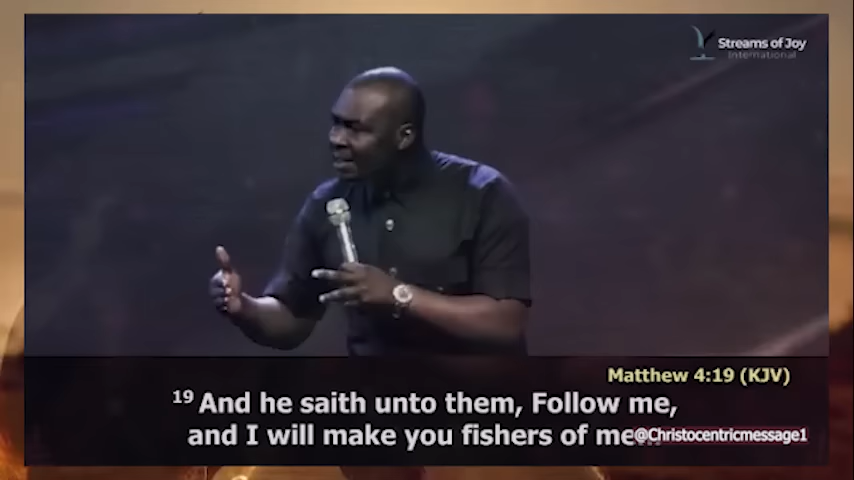 Streams of Joy
International
Matthew 4:19 (KJV)
19 And he saith unto them, Follow me,
and I will make you fishers of
@Christocentricmessage1